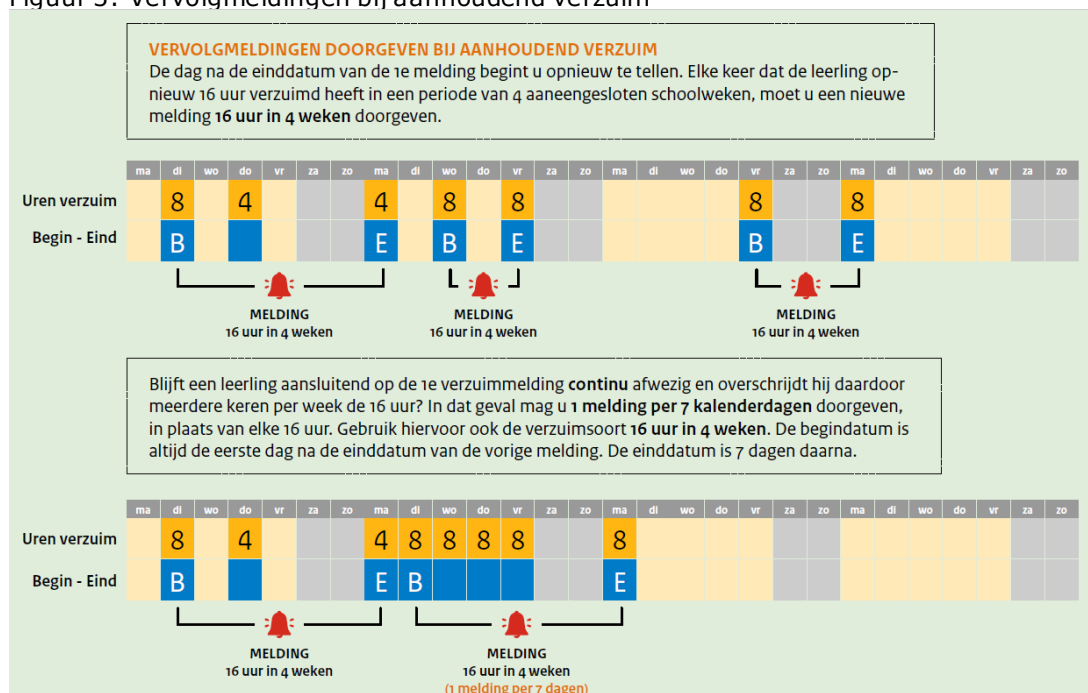 Figuur 3: Vervolgmeldingen bij aanhoudend verzuim
VERVOLGMELDINGEN DOORGEVEN BIJ AANHOUDEND VERZUIM
De dag na de einddatum van de 1e melding begint u opnieuw te tellen. Elke keer dat de leerling op-
nieuw 16 uur verzuimd heeft in een periode van 4 aaneengesloten schoolweken, moet u een nieuwe
melding 16 uur in 4 weken doorgeven.
ma di wo do vr za zo ma di wo do vr za zo ma di wo do vr za zo ma di wo do vr za zo
Uren verzuim 8 4 4 8 8 8 8
Begin - Eind B E B E B E
MELDING MELDING MELDING
16 uur in 4 weken 16 uur in 4 weken 16 uur in 4 weken
Blijft een leerling aansluitend op de 1e verzuimmelding continu afwezig en overschrijdt hij daardoor
meerdere keren per week de 16 uur? In dat geval mag u 1 melding per 7 kalenderdagen doorgeven,
in plaats van elke 16 uur. Gebruik hiervoor ook de verzuimsoort 16 uur in 4 weken. De begindatum is
altijd de eerste dag na de einddatum van de vorige melding. De einddatum is 7 dagen daarna.
ma di wo do vr za zo ma di wo do vr za zo ma di wo do vr za zo ma di wo do vr za zo
Uren verzuim 8 4 4 8 8 8 8 8
Begin - Eind B E B E
MELDING MELDING
16 uur in 4 weken 16 uur in 4 weken
(1 melding per 7 dagen)